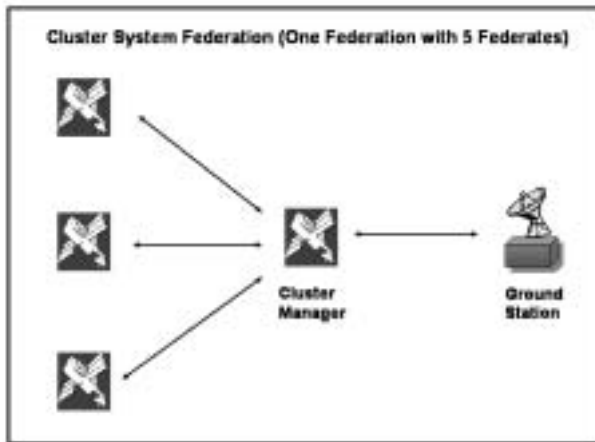 Cluster System Federation (One Federation with 5 Federates)
Cluster
Manager
Ground
Station